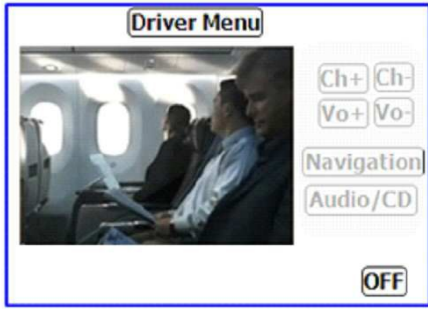 Driver Menu
Ch+ Ch-
Vo+ Vo-
Navigation
Audio/CD
OFF